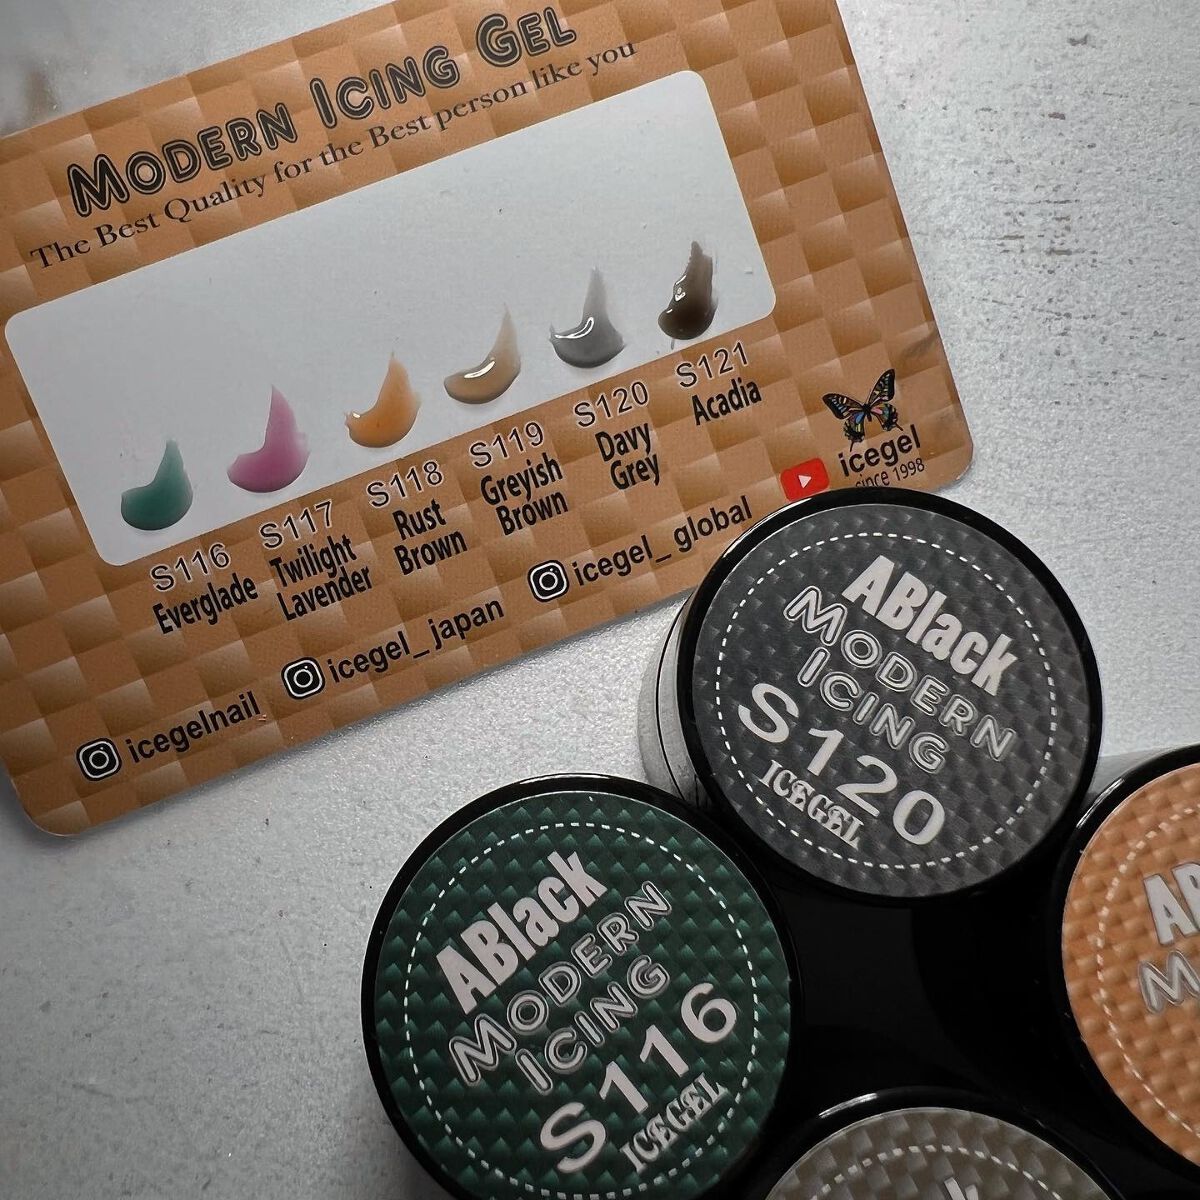 MODERN ICING GEL
The Best Quality for the Best person like you
S116
Everglade
S117
Twilight
Lavender
S118
Rust
Brown
S119
Greyish
Brown
S120
Davy
Grey
S121
Acadia
icegel
since 1998
icegelnail
icegel_japan
icegel_global
ABlack
MODERN
ICING
S120
ICEGEL
ABlack
MODERN
ICING
S116
ICEGEL
ABlack